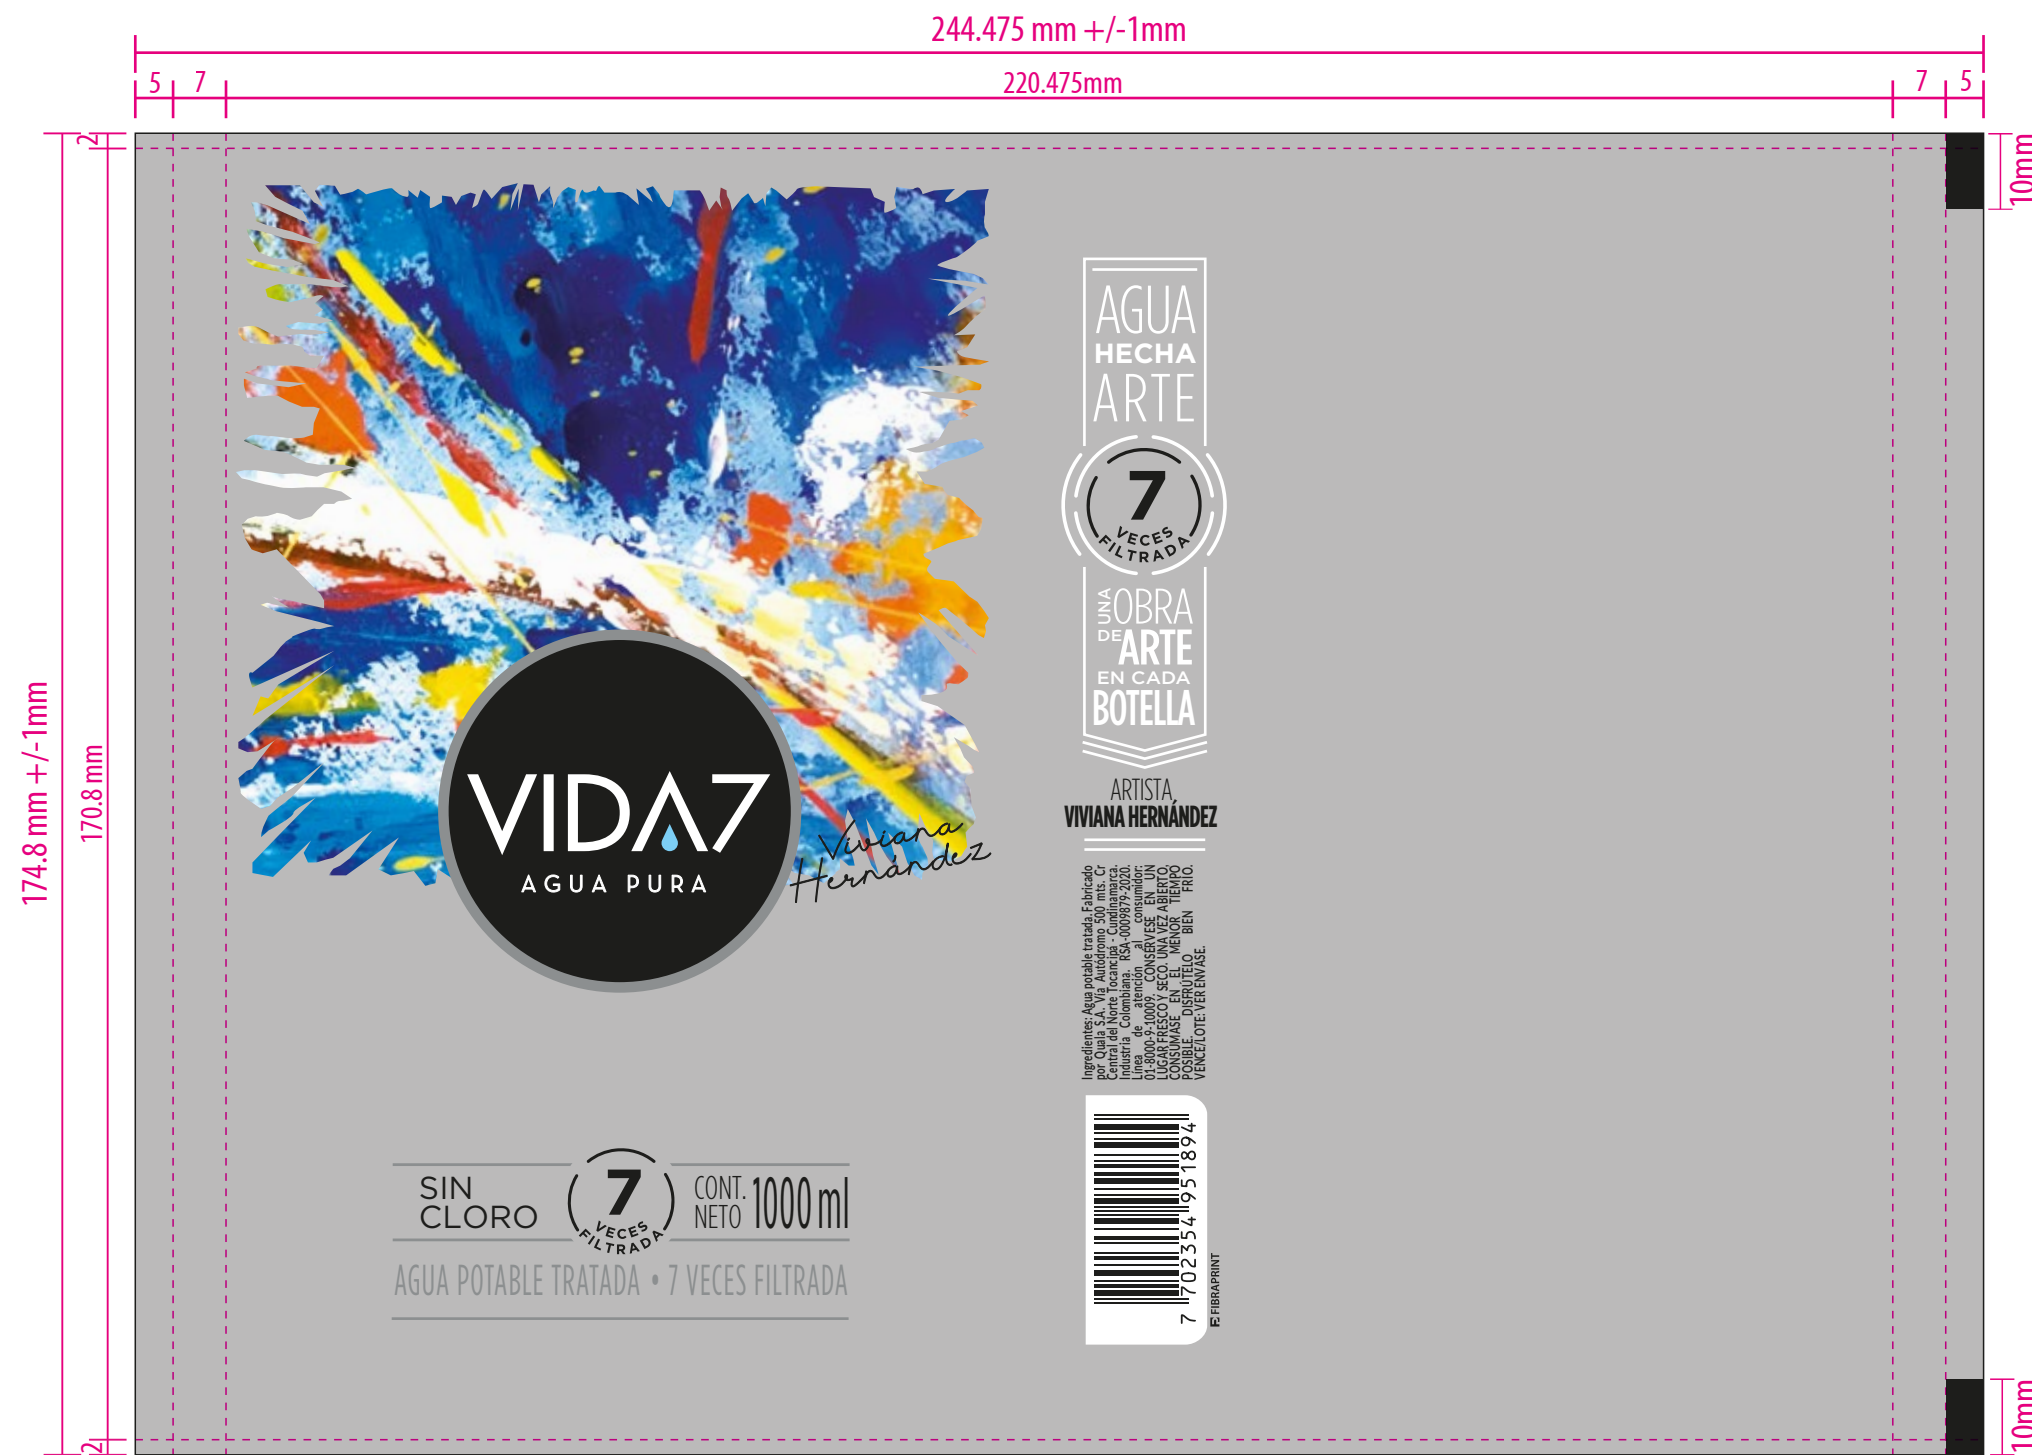 244.475 mm +/-1mm
5
7
220.475mm
7
5
2
174.8 mm +/-1mm
170.8 mm
2
10mm
10mm
VIDA7
AGUA PURA
Viviana
Hernández
SIN
CLORO
7
VECES
FILTRADA
CONT.
NETO
1000 ml
AGUA POTABLE TRATADA • 7 VECES FILTRADA
AGUA
HECHA
ARTE
7
VECES
FILTRADA
UNA OBRA
DE ARTE
EN CADA
BOTELLA
ARTISTA,
VIVIANA HERNÁNDEZ
Ingredientes: Agua potable tratada. Fabricado
por Quala S.A. Vía Autódromo 500 mts. Cr
Central del Norte Tocancipá - Cundinamarca.
Industria Colombiana. RSA-0009879-2020.
Línea de atención al consumidor:
01-8000-9-10009. CONSÉRVESE EN UN
LUGAR FRESCO Y SECO. UNA VEZ ABIERTO,
CONSÚMASE EN EL MENOR TIEMPO
POSIBLE. DISFRÚTELO BIEN FRÍO.
VENCE/LOTE: VER ENVASE.
7 702354 951894
FIBRAPRINT